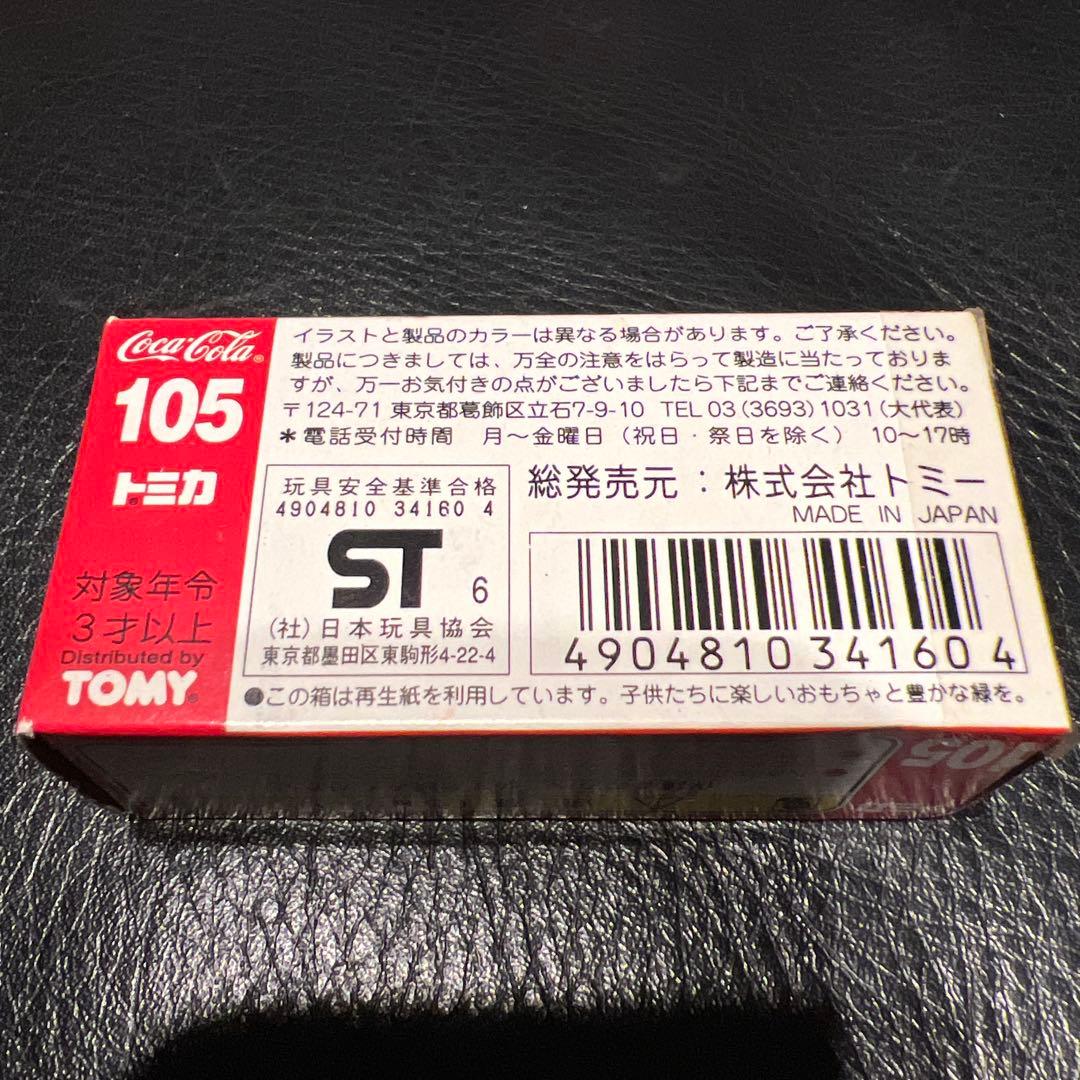 Coca-Cola®
105
トミカ
対象年令
3才以上
Distributed by
TOMY®
イラストと製品のカラーは異なる場合があります。ご了承ください。
製品につきましては、万全の注意をはらって製造に当たっておりま
すが、万一お気付きの点がございましたら下記までご連絡ください。
〒124-71 東京都葛飾区立石7-9-10 TEL 03(3693)1031(大代表)
*電話受付時間 月〜金曜日(祝日・祭日を除く) 10〜17時
玩具安全基準合格
4904810 34160 4
ST 6
(社)日本玩具協会
東京都墨田区東駒形4-22-4
総発売元:株式会社トミー
MADE IN JAPAN
4904810 34160 4
この箱は再生紙を利用しています。子供たちに楽しいおもちゃと豊かな緑を。
105